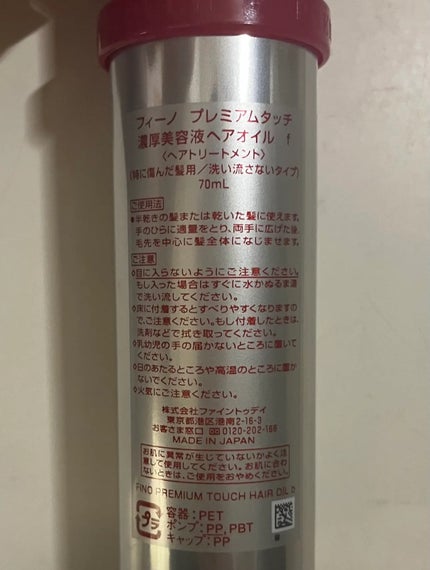 フィーノ プレミアムタッチ
濃厚美容液ヘアオイル f
〈ヘアトリートメント〉
(特に傷んだ髪用/洗い流さないタイプ)
70mL
ご使用法
●半乾きの髪または乾いた髪に使えます。
手のひらに適量をとり、両手に広げた後、
毛先を中心に髪全体になじませます。
ご注意
◇目に入らないようにご注意ください。
もし入った場合はすぐに水かぬるま湯
で洗い流してください。
◇床に付着するとすべりやすくなりますの
で、ご注意ください。もし付着したときは、
洗剤などで拭き取ってください。
◇乳幼児の手の届かないところに置いて
ください。
◇日のあたるところや高温のところに置か
ないでください。
◇火気にご注意ください。
株式会社ファイントゥデイ
東京都港区港南2-16-3
お客さま窓口 0120-202-166
MADE IN JAPAN
お肌に異常が生じていないかよく注
意して使用してください。お肌に合わ
ないときは、ご使用をおやめください。
FINO PREMIUM TOUCH HAIR OIL b
プラ
容器:PET
ポンプ:PP,PBT
キャップ:PP